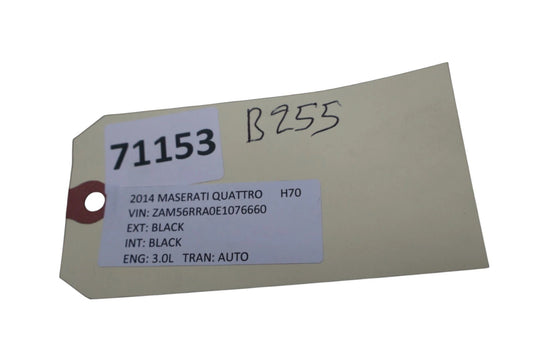 B255
71153
2014 MASERATI QUATTRO H70
VIN: ZAM56RRA0E1076660
EXT: BLACK
INT: BLACK
ENG: 3.0L TRAN: AUTO